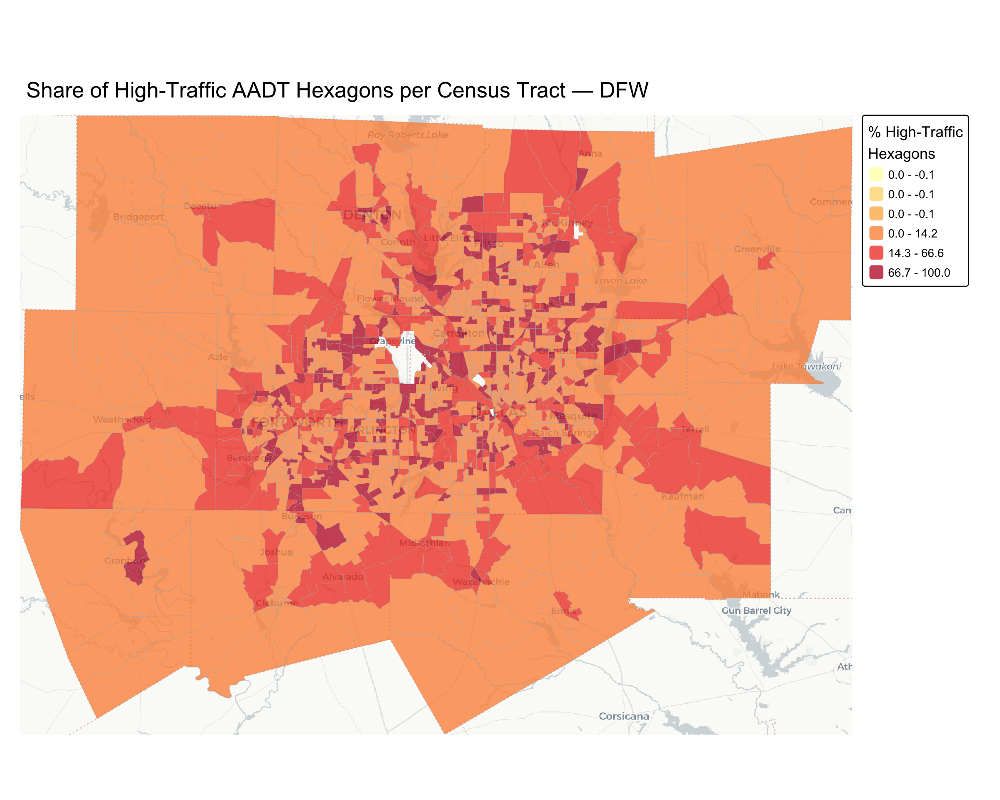 Share of High-Traffic AADT Hexagons per Census Tract — DFW
% High-Traffic
Hexagons
0.0 - -0.1
0.0 - -0.1
0.0 - -0.1
0.0 - 14.2
14.3 - 66.6
66.7 - 100.0
Ray Roberts Lake
Anna
Decatur
Bridgeport
DENTON
McKinney
Commer
Corinth
Little Elm
Frisco
Greenville
Allen
Lavon Lake
Flower Mound
Plano
Carrollton
Grapevine
Garland
Azle
Lake Tawakoni
Irving
ells
DALLAS
Weatherford
FORT WORTH
ARLINGTON
Mesquite
Terrell
Balch Springs
Benbrook
Kaufman
Can
Burleson
Midlothian
Joshua
Granbury
Alvarado
Waxahachie
Cleburne
Mabank
Ennis
Gun Barrel City
Ath
Corsicana